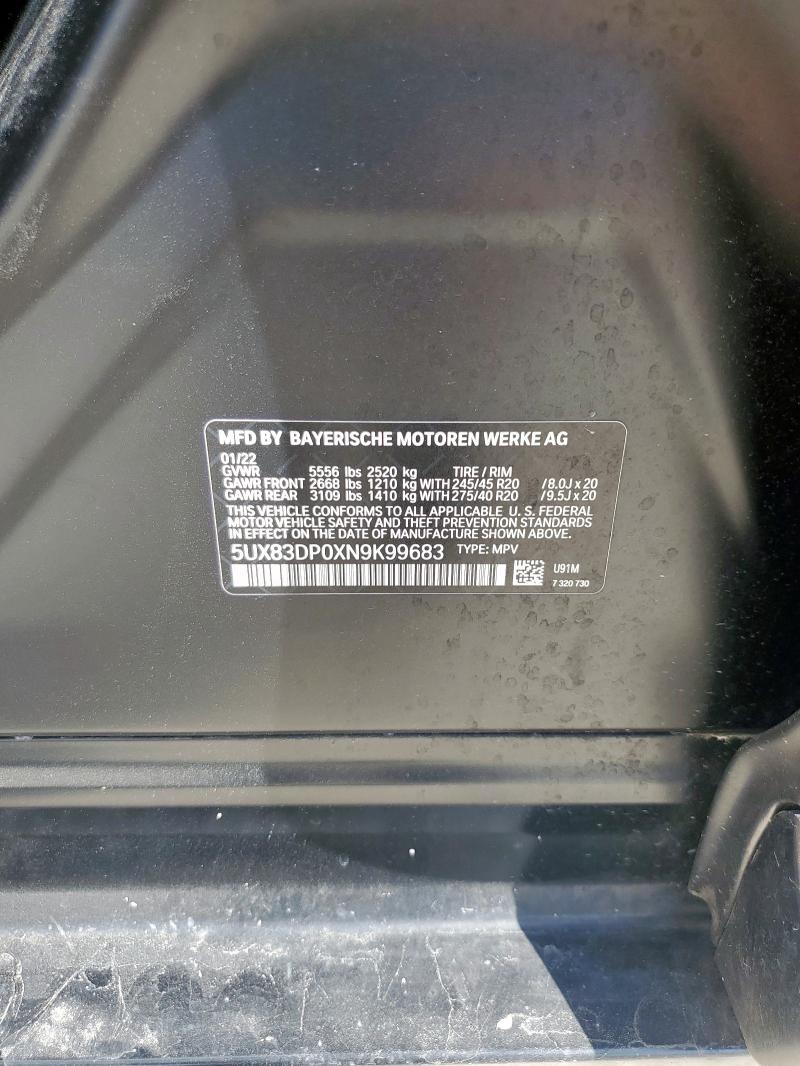 MFD BY BAYERISCHE MOTOREN WERKE AG
01/22
GVWR 5556 lbs 2520 kg TIRE / RIM
GAWR FRONT 2668 lbs 1210 kg WITH 245/45 R20 /8.0J x 20
GAWR REAR 3109 lbs 1410 kg WITH 275/40 R20 /9.5J x 20
THIS VEHICLE CONFORMS TO ALL APPLICABLE U. S. FEDERAL
MOTOR VEHICLE SAFETY AND THEFT PREVENTION STANDARDS
IN EFFECT ON THE DATE OF MANUFACTURE SHOWN ABOVE.
5UX83DP0XN9K99683 TYPE: MPV
U91M
7 320 730